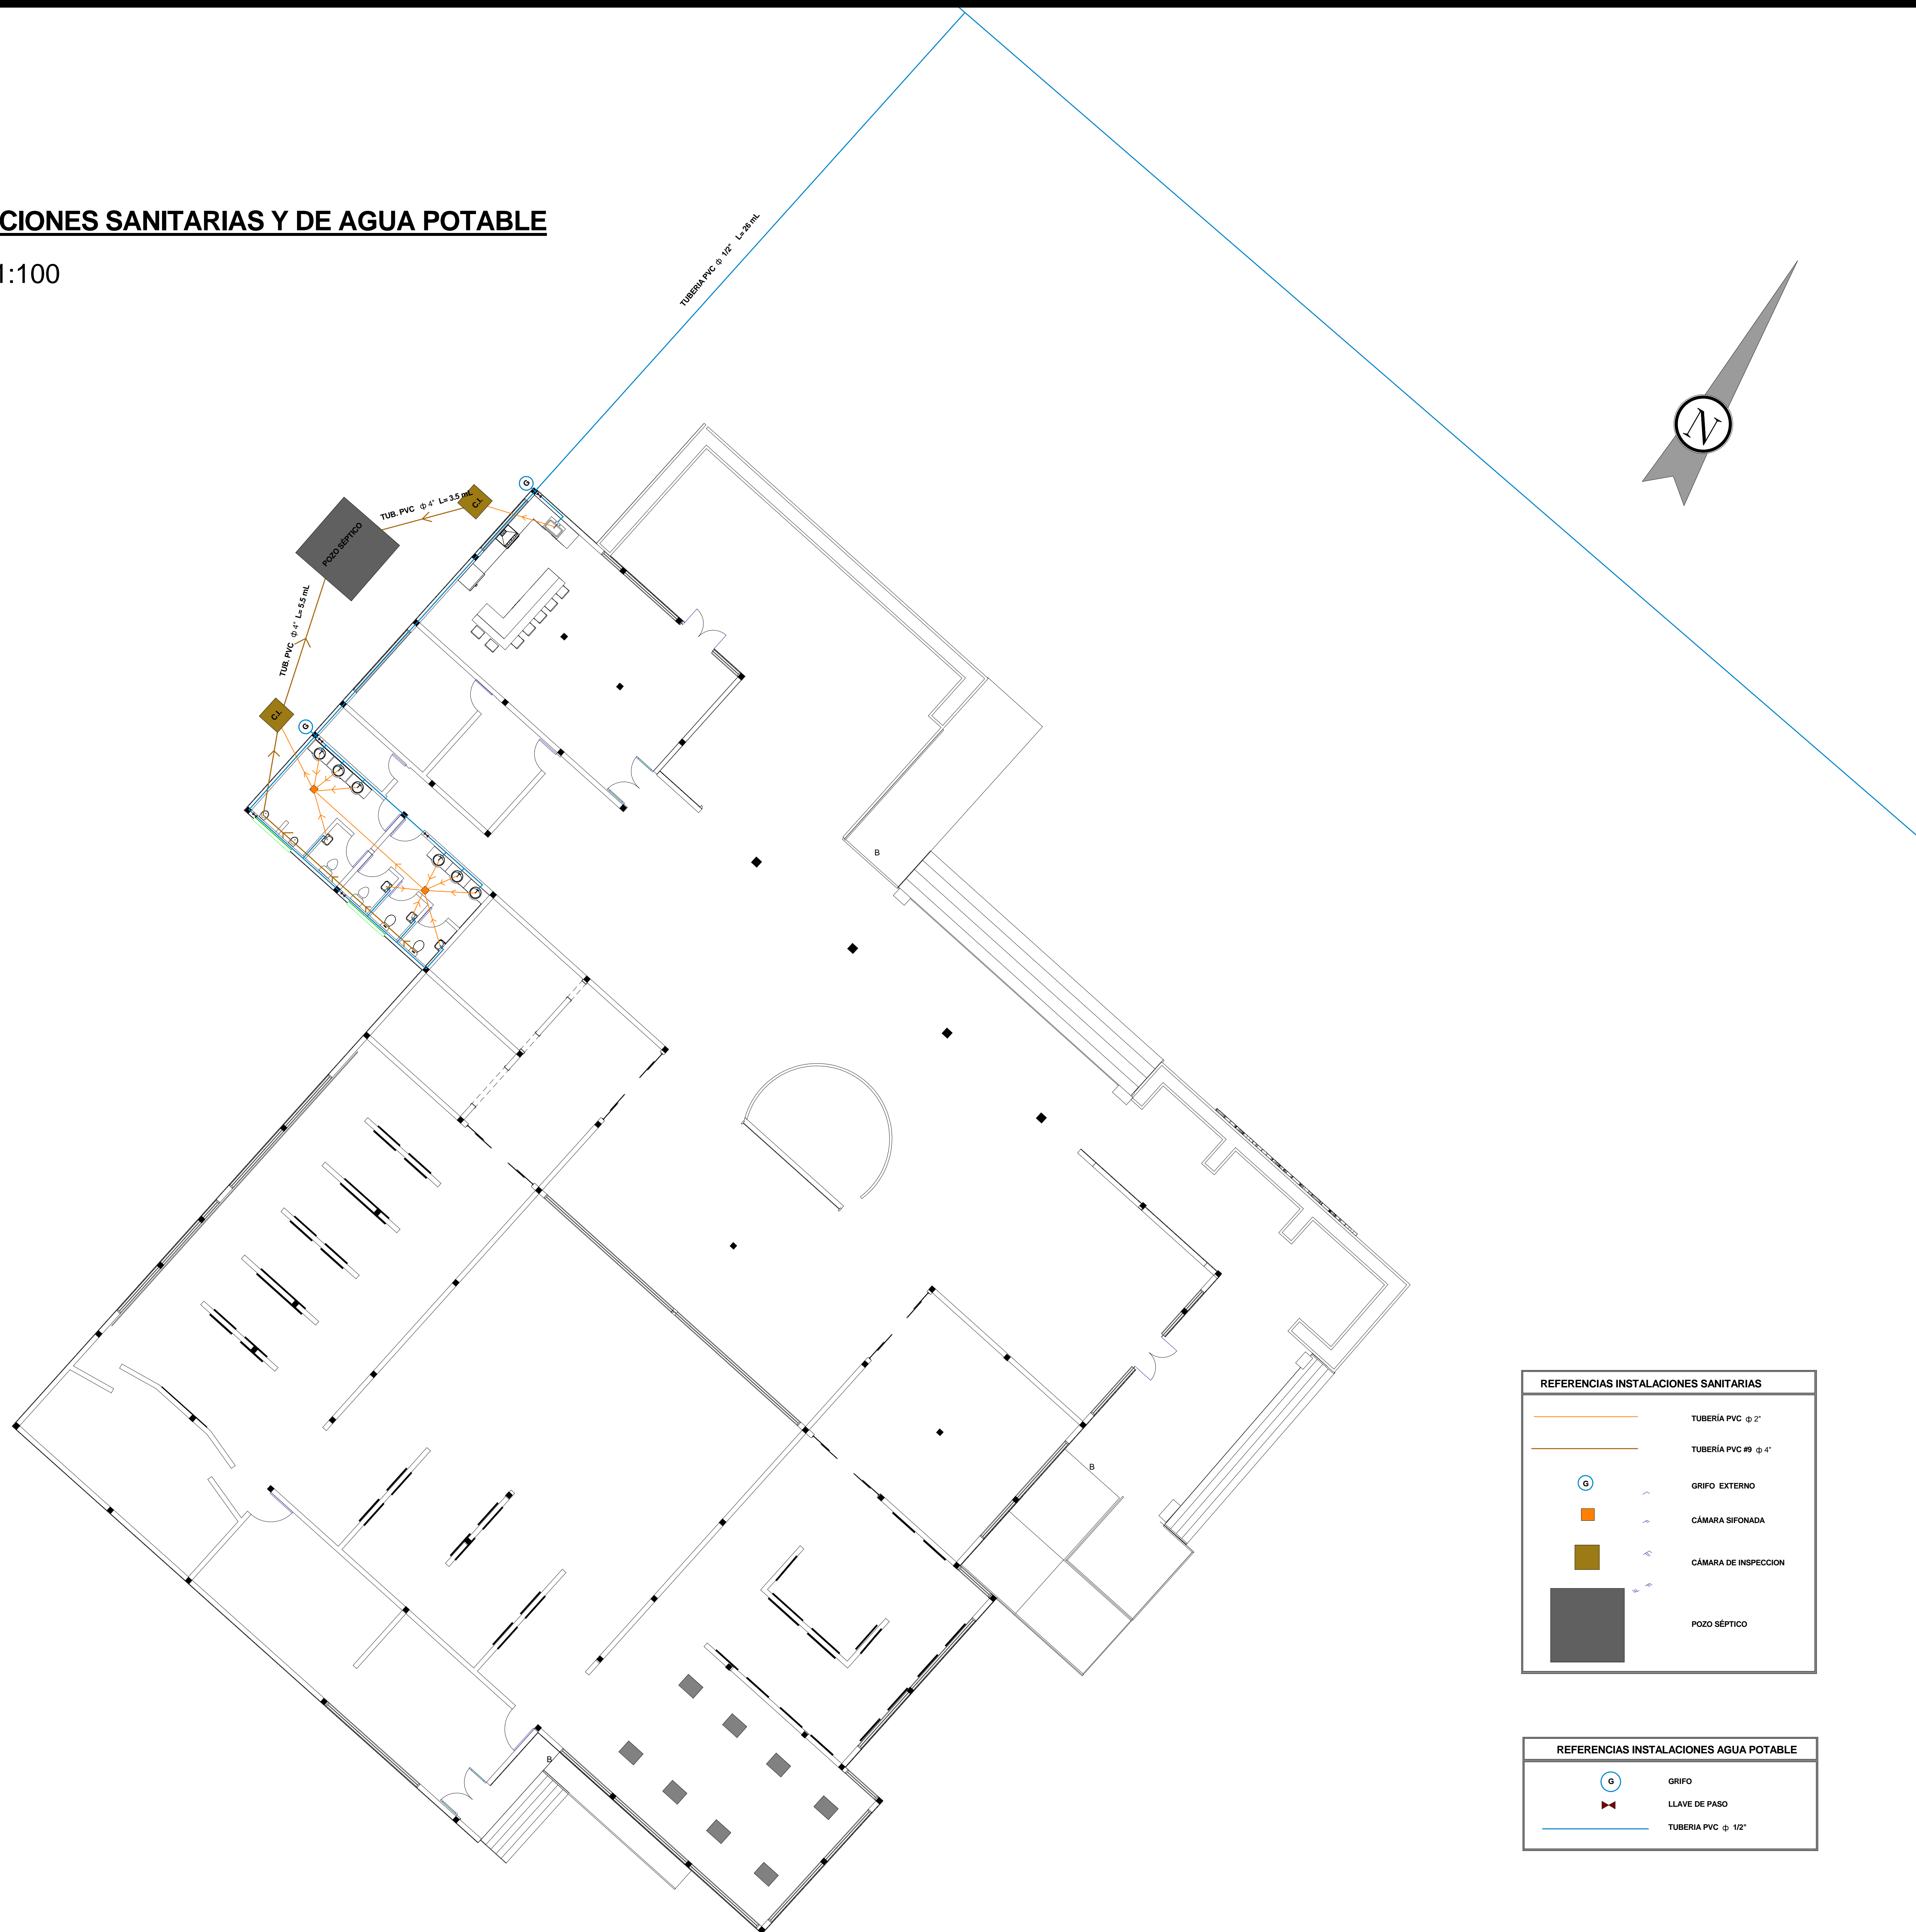 CIONES SANITARIAS Y DE AGUA POTABLE
1:100
TUBERIA PVC ф 1/2" L= 26 mL
N
G
C.I.
TUB. PVC ф 4" L= 3.5 mL
POZO SÉPTICO
TUB. PVC ф 4" L= 5.5 mL
C.I.
G
B
B
B
REFERENCIAS INSTALACIONES SANITARIAS
TUBERÍA PVC ф 2"
TUBERÍA PVC #9 ф 4"
G GRIFO EXTERNO
CÁMARA SIFONADA
CÁMARA DE INSPECCION
POZO SÉPTICO
REFERENCIAS INSTALACIONES AGUA POTABLE
G GRIFO
LLAVE DE PASO
TUBERIA PVC ф 1/2"